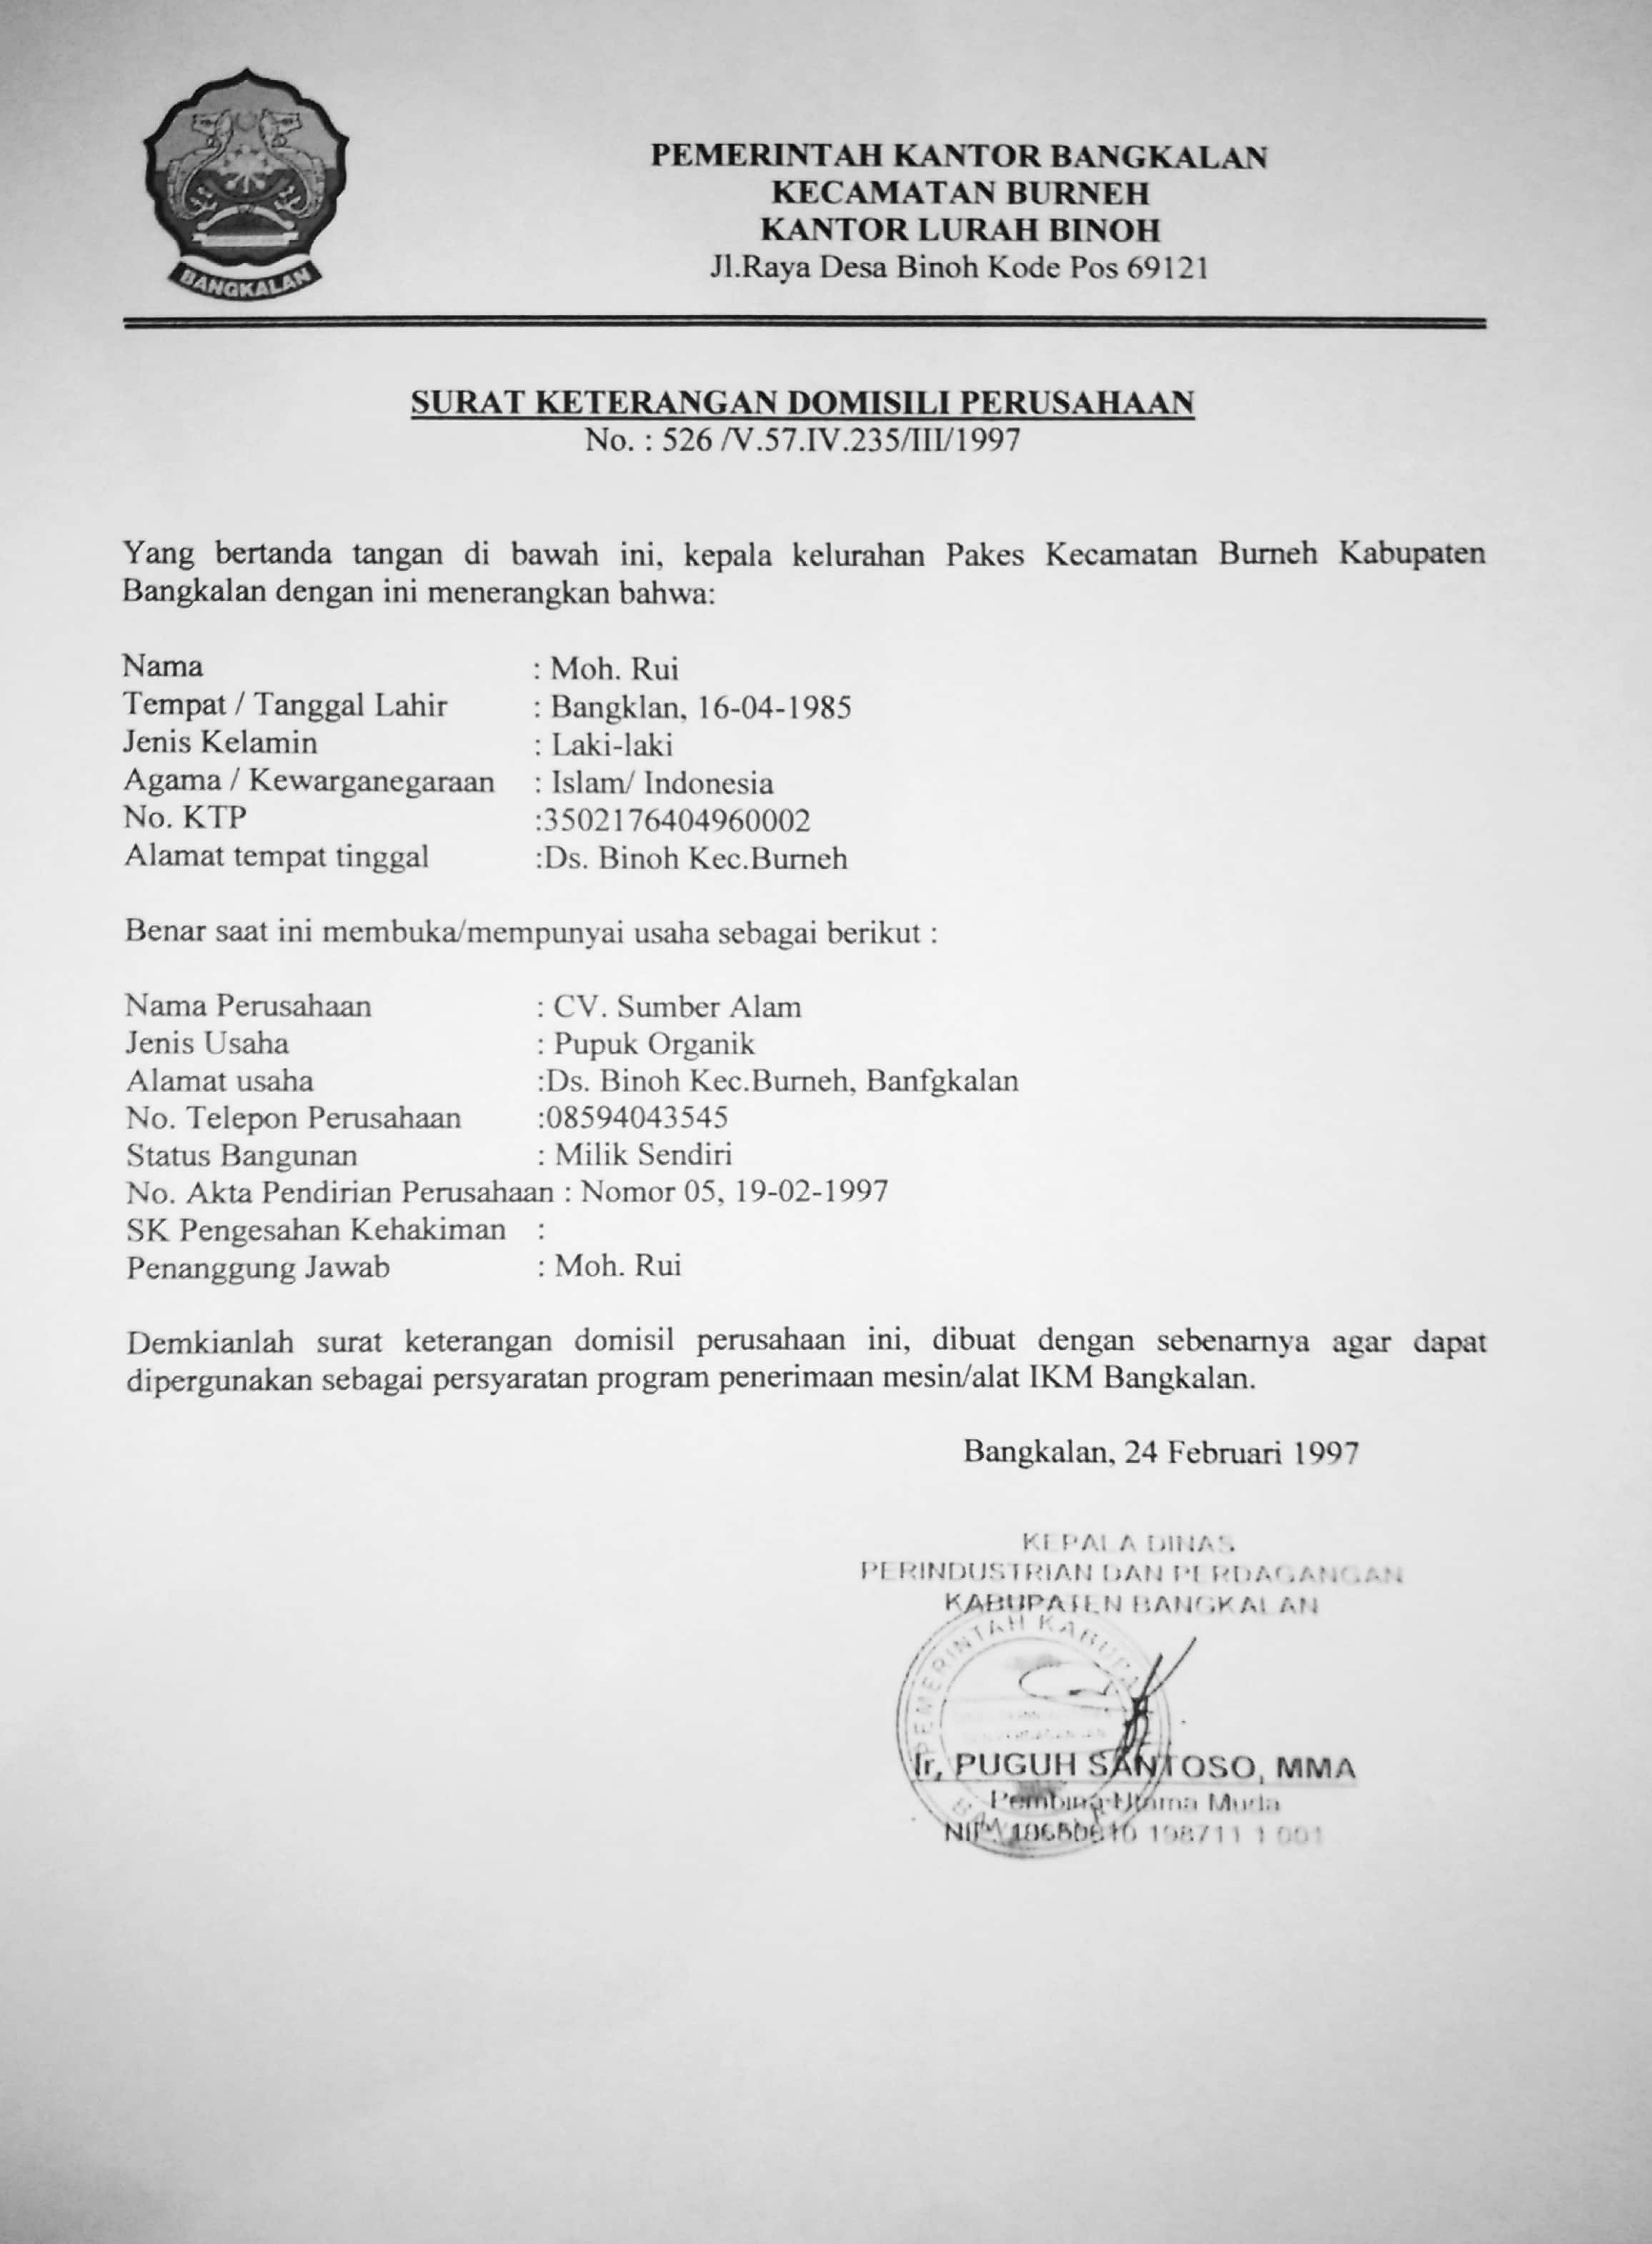 BANGKALAN
PEMERINTAH KANTOR BANGKALAN
KECAMATAN BURNEH
KANTOR LURAH BINOH
Jl.Raya Desa Binoh Kode Pos 69121
SURAT KETERANGAN DOMISILI PERUSAHAAN
No. : 526 /V.57.IV.235/III/1997
Yang bertanda tangan di bawah ini, kepala kelurahan Pakes Kecamatan Burneh Kabupaten
Bangkalan dengan ini menerangkan bahwa:
Nama : Moh. Rui
Tempat / Tanggal Lahir : Bangklan, 16-04-1985
Jenis Kelamin : Laki-laki
Agama / Kewarganegaraan : Islam/ Indonesia
No. KTP :3502176404960002
Alamat tempat tinggal :Ds. Binoh Kec.Burneh
Benar saat ini membuka/mempunyai usaha sebagai berikut :
Nama Perusahaan : CV. Sumber Alam
Jenis Usaha : Pupuk Organik
Alamat usaha :Ds. Binoh Kec.Burneh, Banfgkalan
No. Telepon Perusahaan :08594043545
Status Bangunan : Milik Sendiri
No. Akta Pendirian Perusahaan : Nomor 05, 19-02-1997
SK Pengesahan Kehakiman :
Penanggung Jawab : Moh. Rui
Demkianlah surat keterangan domisil perusahaan ini, dibuat dengan sebenarnya agar dapat
dipergunakan sebagai persyaratan program penerimaan mesin/alat IKM Bangkalan.
Bangkalan, 24 Februari 1997
KEPALA DINAS
PERINDUSTRIAN DAN PERDAGANGAN
KABUPATEN BANGKALAN
PEMERINTAH
Ir, PUGUH SANTOSO, MMA
Pembina Utama Muda
198711 1 001